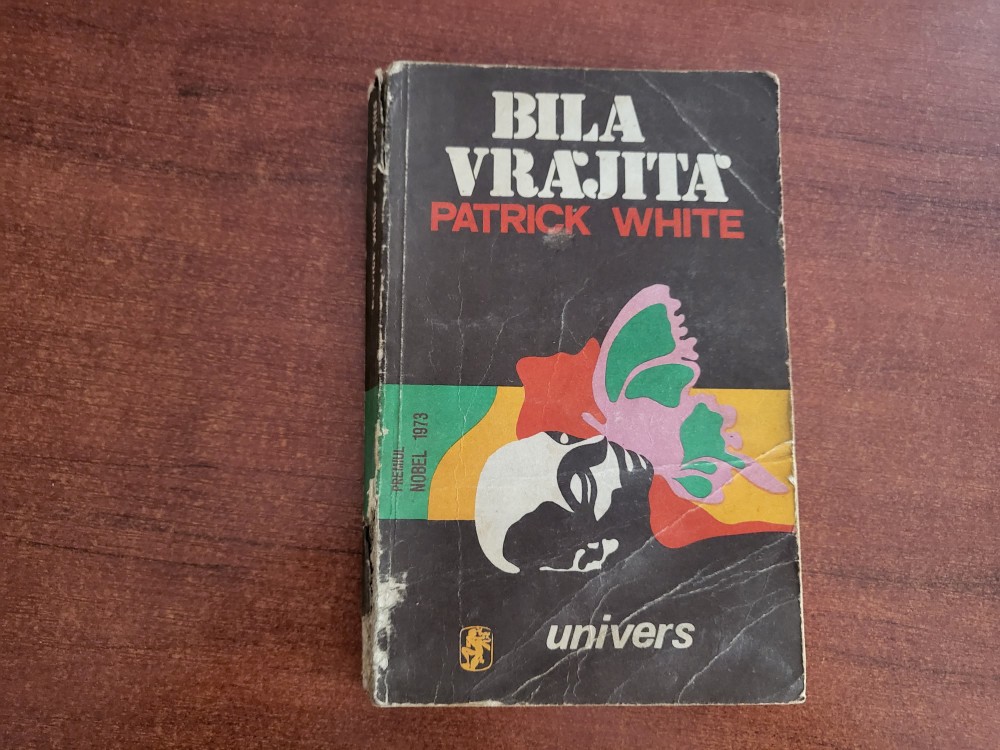 BILA
VRĂJITĂ
PATRICK WHITE
PREMIUL
NOBEL 1973
univers